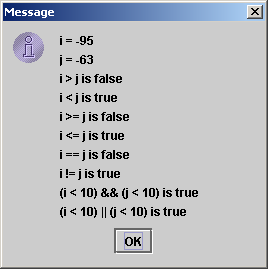 Message
i = -95
j = -63
i > j is false
i < j is true
i >= j is false
i <= j is true
i == j is false
i != j is true
(i < 10) && (j < 10) is true
(i < 10) || (j < 10) is true
OK